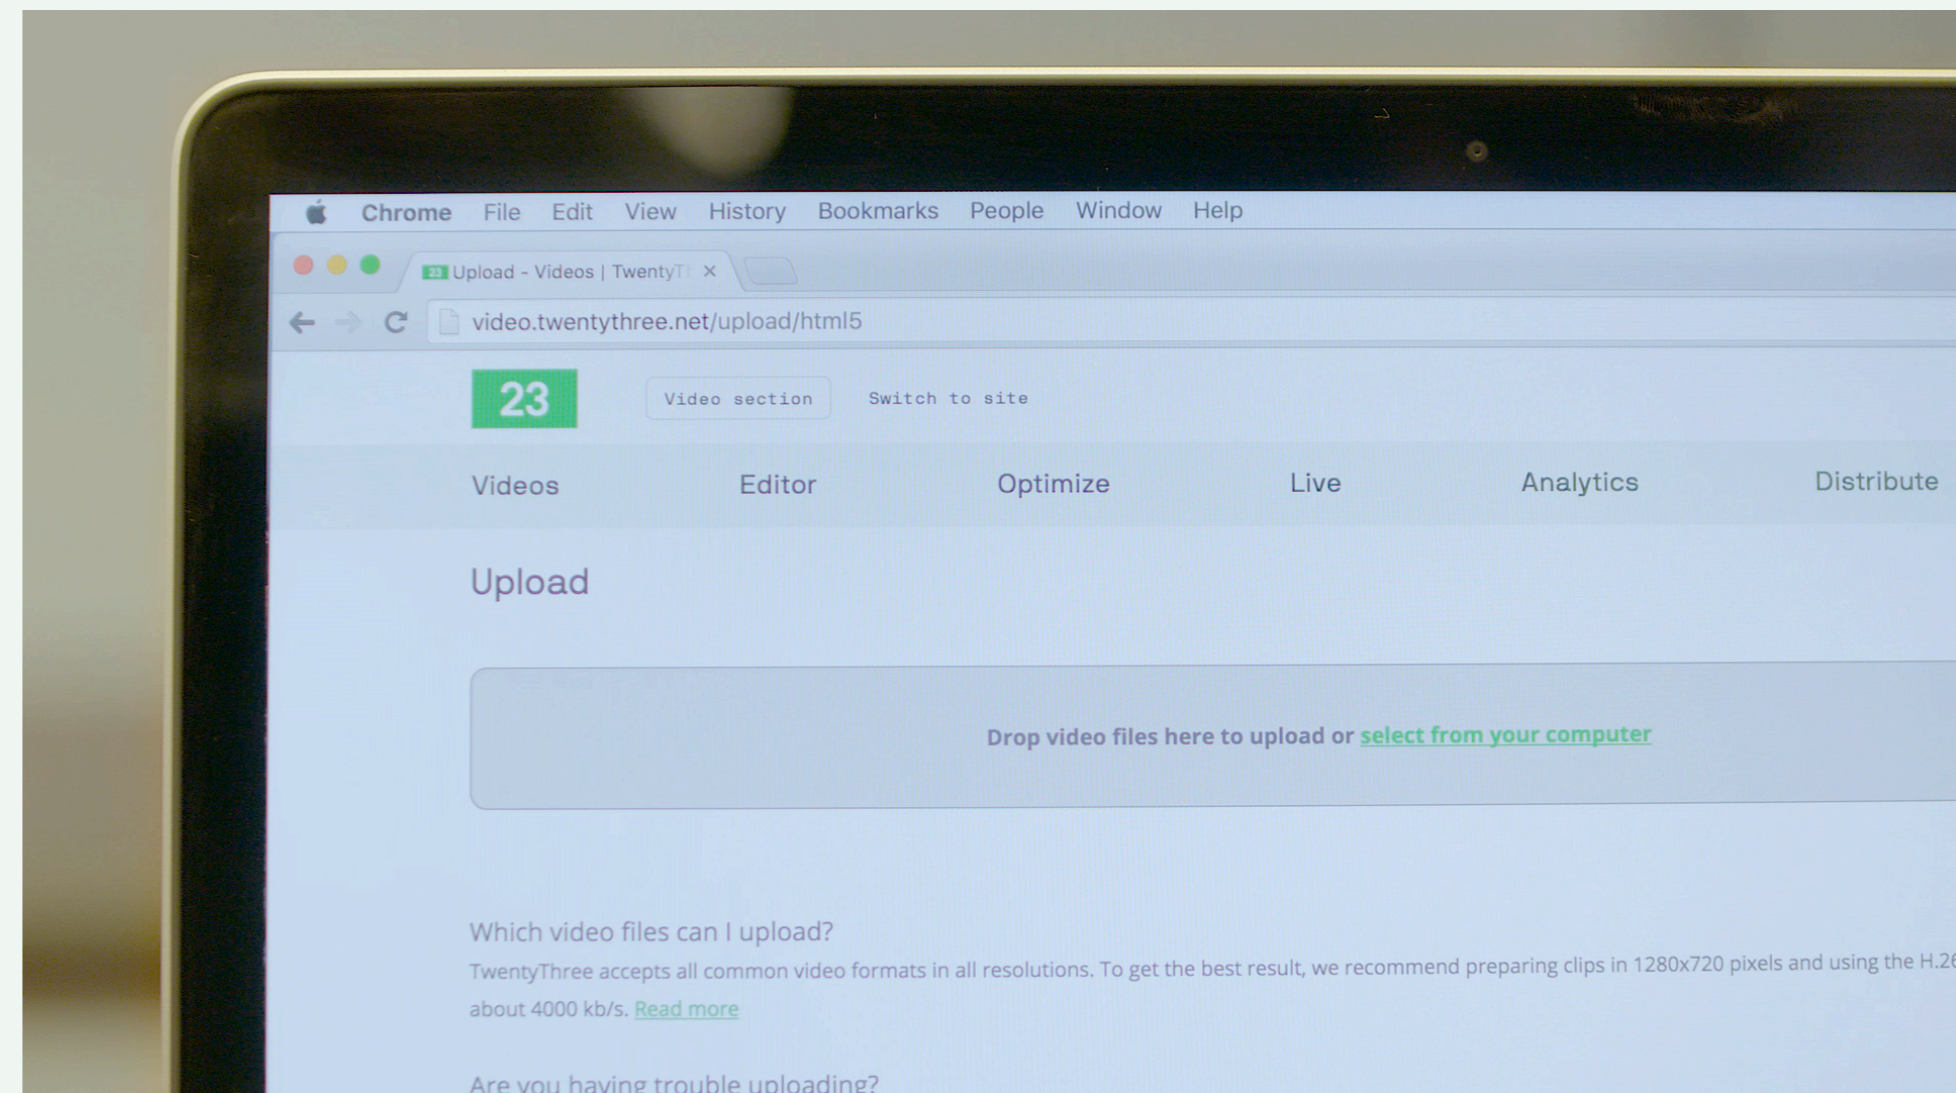 Chrome File Edit View History Bookmarks People Window Help
23 Upload - Videos | TwentyT
video.twentythree.net/upload/html5
23 Video section Switch to site
Videos Editor Optimize Live Analytics Distribute
Upload
Drop video files here to upload or select from your computer
Which video files can I upload?
TwentyThree accepts all common video formats in all resolutions. To get the best result, we recommend preparing clips in 1280x720 pixels and using the H.26
about 4000 kb/s. Read more
Are you having trouble uploading?